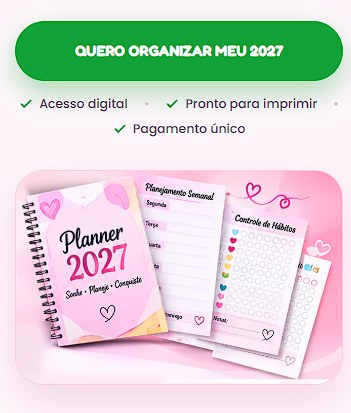 QUERO ORGANIZAR MEU 2027
✓ Acesso digital • ✓ Pronto para imprimir •
✓ Pagamento único
Planner
2027
Sonhe • Planeje • Conquiste
Planejamento Semanal
Segunda
Terça
Controle de Hábitos
Notas: